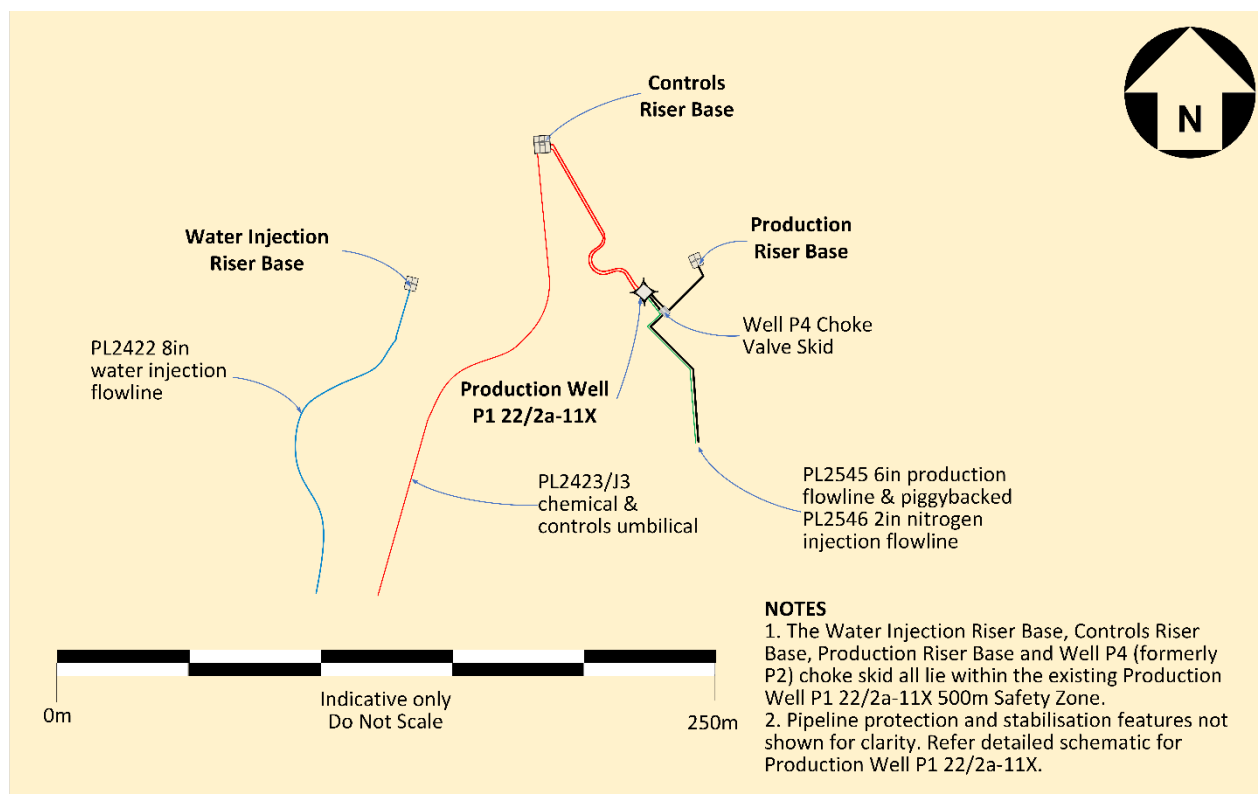 N
Controls
Riser Base
Water Injection
Riser Base
Production
Riser Base
PL2422 8in
water injection
flowline
Well P4 Choke
Valve Skid
Production Well
P1 22/2a-11X
PL2423/J3
chemical &
controls umbilical
PL2545 6in production
flowline & piggybacked
PL2546 2in nitrogen
injection flowline
0m
Indicative only
Do Not Scale
250m
NOTES
1. The Water Injection Riser Base, Controls Riser
Base, Production Riser Base and Well P4 (formerly
P2) choke skid all lie within the existing Production
Well P1 22/2a-11X 500m Safety Zone.
2. Pipeline protection and stabilisation features not
shown for clarity. Refer detailed schematic for
Production Well P1 22/2a-11X.